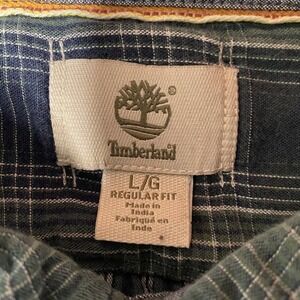 ®
Timberland
L/G
REGULAR FIT
Made in
India
Fabriqué en
Inde